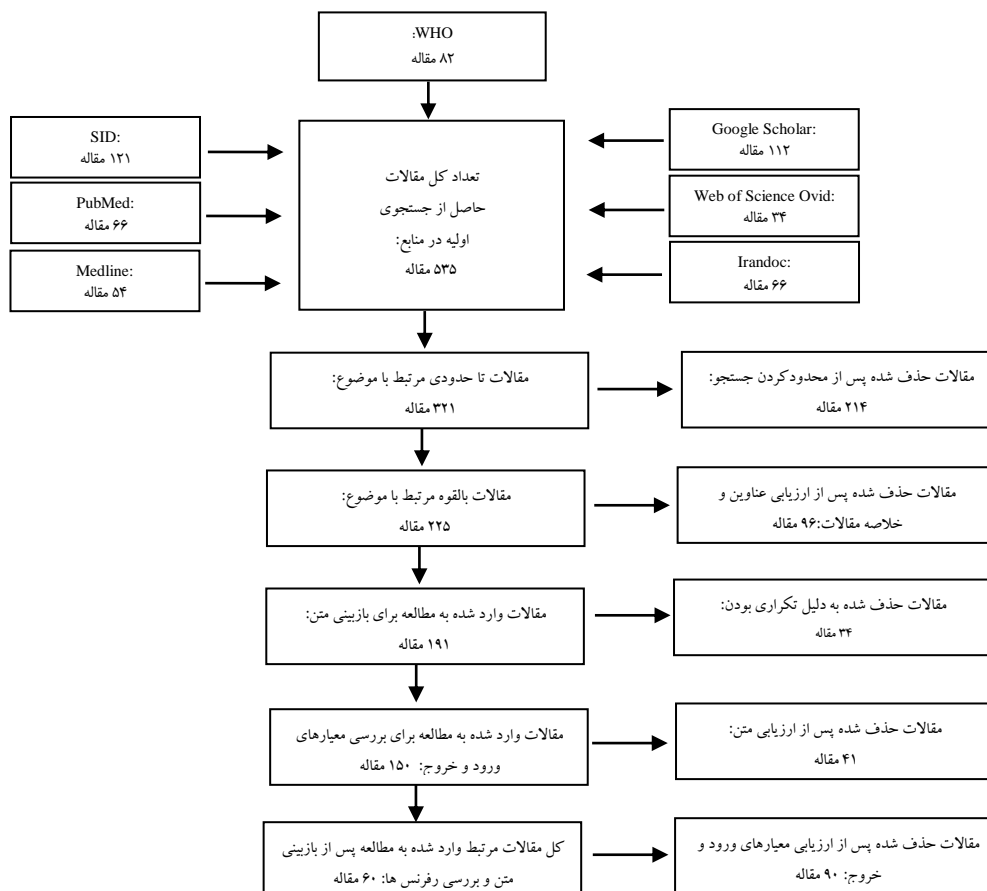 WHO:
۸۲ مقاله
SID:
۱۲۱ مقاله
PubMed:
۶۶ مقاله
Medline:
۵۴ مقاله
تعداد کل مقالات
حاصل از جستجوی
اولیه در منابع:
۵۳۵ مقاله
Google Scholar:
۱۱۲ مقاله
Web of Science Ovid:
۳۴ مقاله
Irandoc:
۶۶ مقاله
مقالات تا حدودی مرتبط با موضوع:
۳۲۱ مقاله
مقالات حذف شده پس از محدودکردن جستجو:
۲۱۴ مقاله
مقالات بالقوه مرتبط با موضوع:
۲۲۵ مقاله
مقالات حذف شده پس از ارزیابی عناوین و
خلاصه مقالات:۹۶ مقاله
مقالات وارد شده به مطالعه برای بازبینی متن:
۱۹۱ مقاله
مقالات حذف شده به دلیل تکراری بودن:
۳۴ مقاله
مقالات وارد شده به مطالعه برای بررسی معیارهای
ورود و خروج: ۱۵۰ مقاله
مقالات حذف شده پس از ارزیابی متن:
۴۱ مقاله
کل مقالات مرتبط وارد شده به مطالعه پس از بازبینی
متن و بررسی رفرنس ها: ۶۰ مقاله
مقالات حذف شده پس از ارزیابی معیارهای ورود و
خروج: ۹۰ مقاله